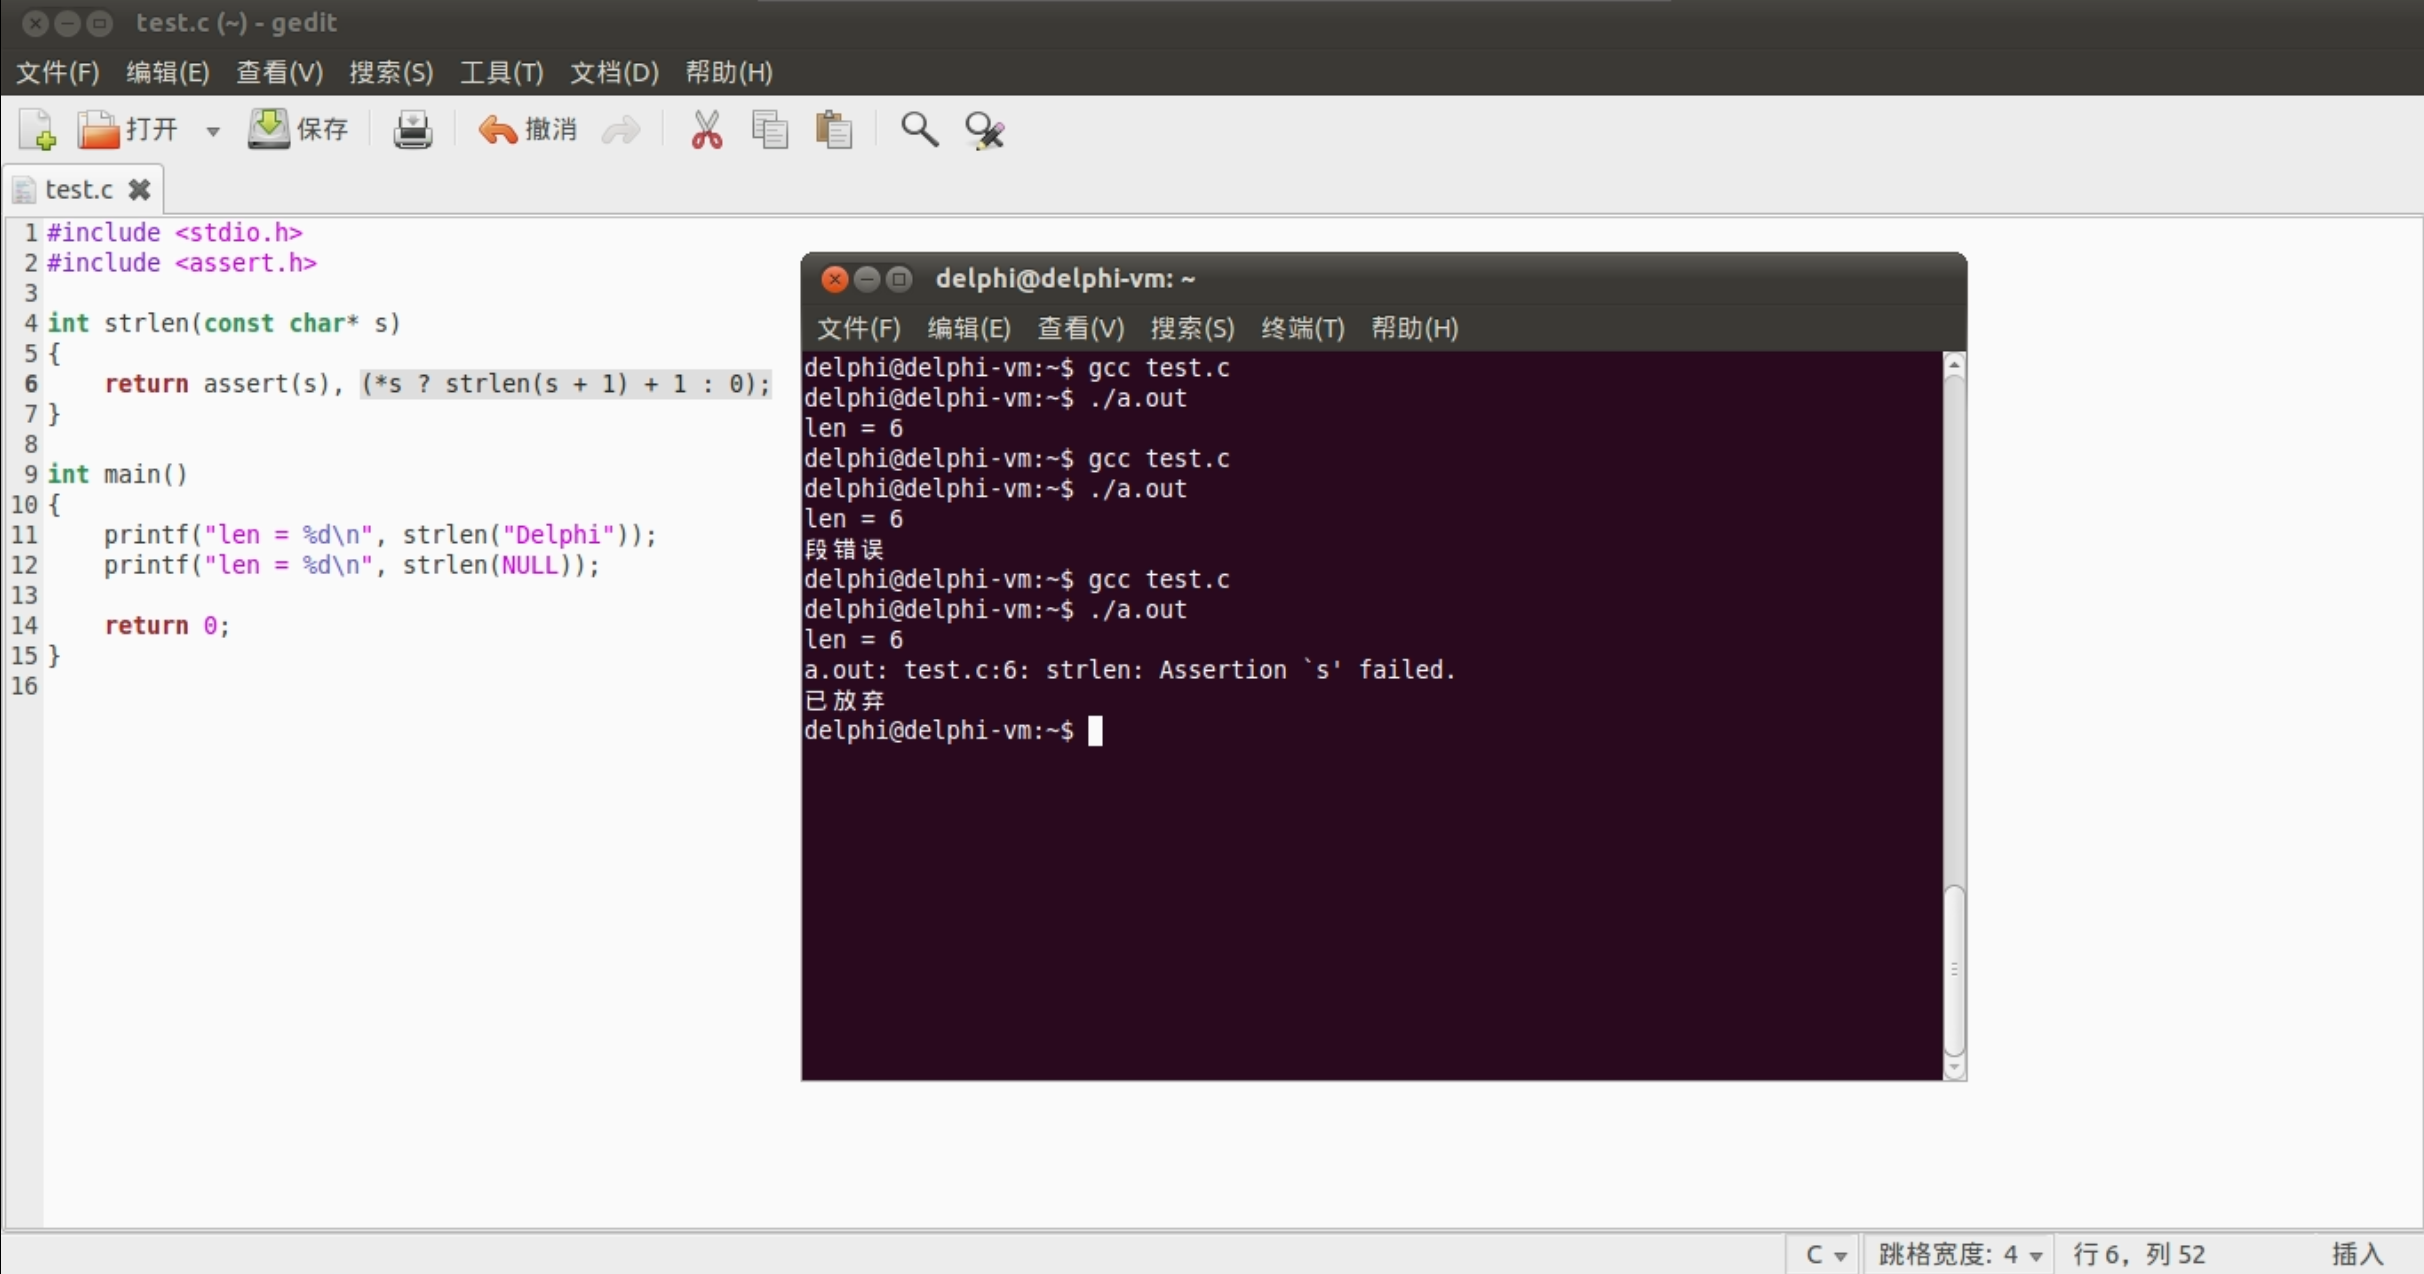 test.c (~) - gedit
文件(F) 编辑(E) 查看(V) 搜索(S) 工具(T) 文档(D) 帮助(H)
打开 保存 撤消
test.c
1 #include <stdio.h>
2 #include <assert.h>
3
4 int strlen(const char* s)
5 {
6     return assert(s), (*s ? strlen(s + 1) + 1 : 0);
7 }
8
9 int main()
10 {
11     printf("len = %d\n", strlen("Delphi"));
12     printf("len = %d\n", strlen(NULL));
13
14     return 0;
15 }
16
delphi@delphi-vm: ~
文件(F) 编辑(E) 查看(V) 搜索(S) 终端(T) 帮助(H)
delphi@delphi-vm:~$ gcc test.c
delphi@delphi-vm:~$ ./a.out
len = 6
delphi@delphi-vm:~$ gcc test.c
delphi@delphi-vm:~$ ./a.out
len = 6
段错误
delphi@delphi-vm:~$ gcc test.c
delphi@delphi-vm:~$ ./a.out
len = 6
a.out: test.c:6: strlen: Assertion `s' failed.
已放弃
delphi@delphi-vm:~$
C 跳格宽度: 4 行 6，列 52 插入